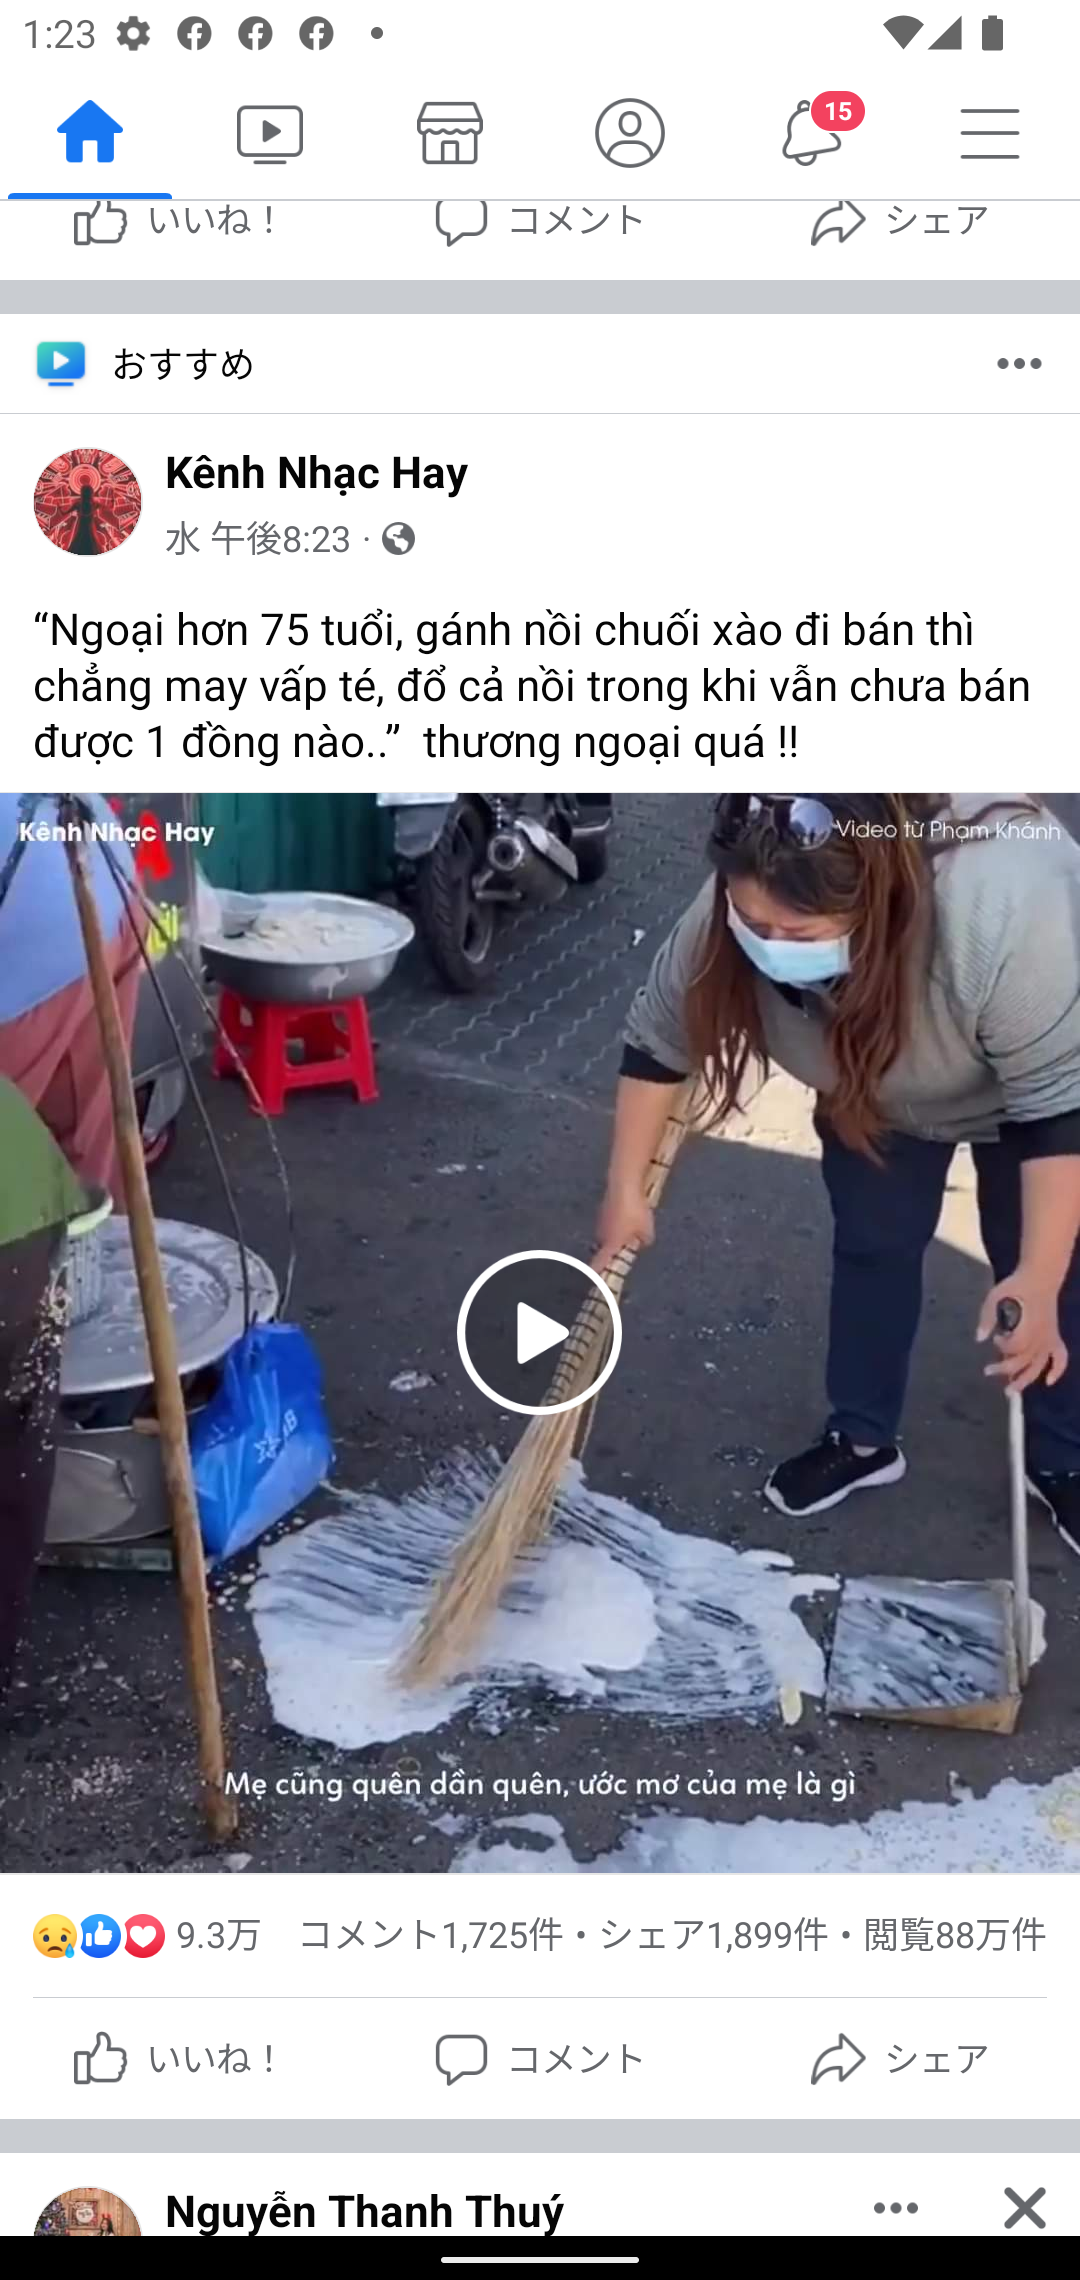 1:23
15
いいね！ コメント シェア
おすすめ
Kênh Nhạc Hay
水 午後8:23 ·
“Ngoại hơn 75 tuổi, gánh nồi chuối xào đi bán thì
chẳng may vấp té, đổ cả nồi trong khi vẫn chưa bán
được 1 đồng nào..” thương ngoại quá !!
Kênh Nhạc Hay
Video từ Phạm Khánh
Mẹ cũng quên dần quên, ước mơ của mẹ là gì
9.3万 コメント1,725件・シェア1,899件・閲覧88万件
いいね！ コメント シェア
Nguyễn Thanh Thuý